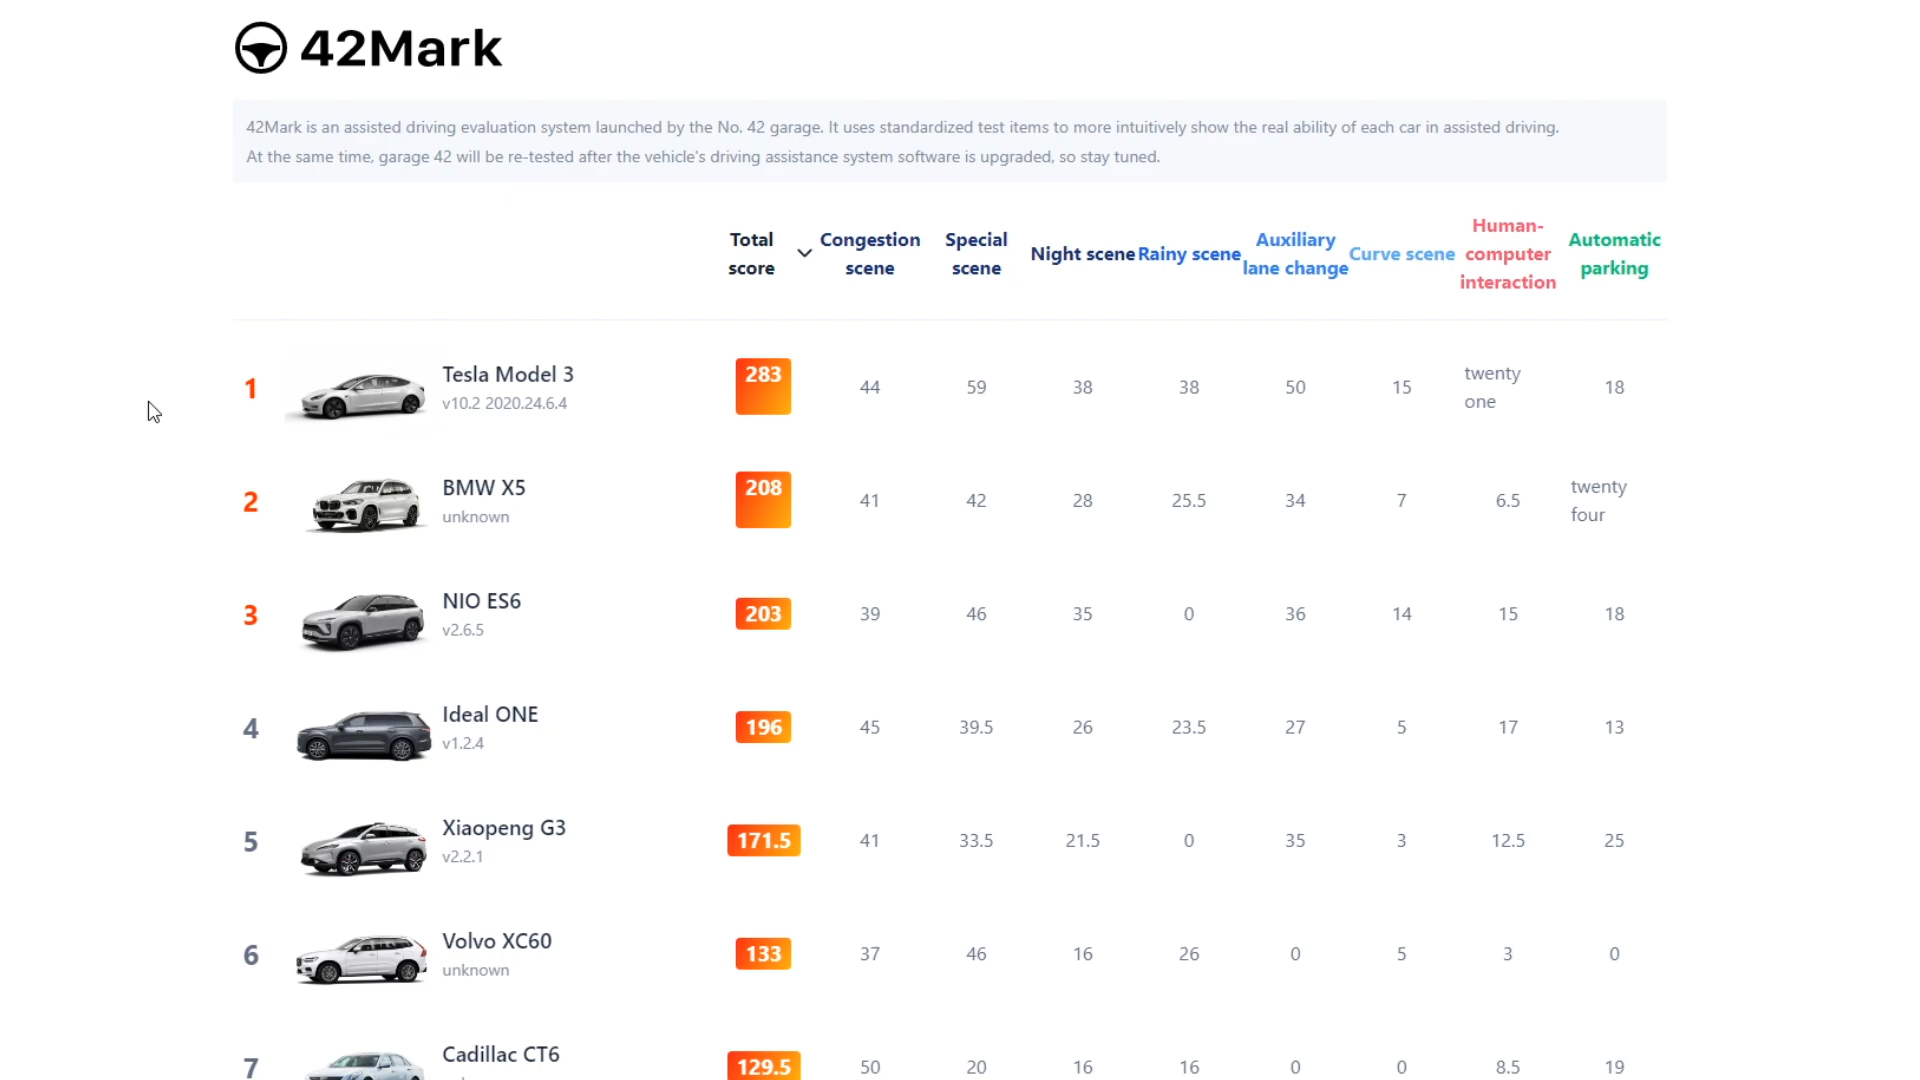 42Mark
42Mark is an assisted driving evaluation system launched by the No. 42 garage. It uses standardized test items to more intuitively show the real ability of each car in assisted driving.
At the same time, garage 42 will be re-tested after the vehicle's driving assistance system software is upgraded, so stay tuned.
Total score Congestion scene Special scene Night scene Rainy scene Auxiliary lane change Curve scene Human-computer interaction Automatic parking
1 Tesla Model 3 283 44 59 38 38 50 15 twenty one 18
v10.2 2020.24.6.4
2 BMW X5 208 41 42 28 25.5 34 7 6.5 twenty four
unknown
3 NIO ES6 203 39 46 35 0 36 14 15 18
v2.6.5
4 Ideal ONE 196 45 39.5 26 23.5 27 5 17 13
v1.2.4
5 Xiaopeng G3 171.5 41 33.5 21.5 0 35 3 12.5 25
v2.2.1
6 Volvo XC60 133 37 46 16 26 0 5 3 0
unknown
7 Cadillac CT6 129.5 50 20 16 16 0 0 8.5 19